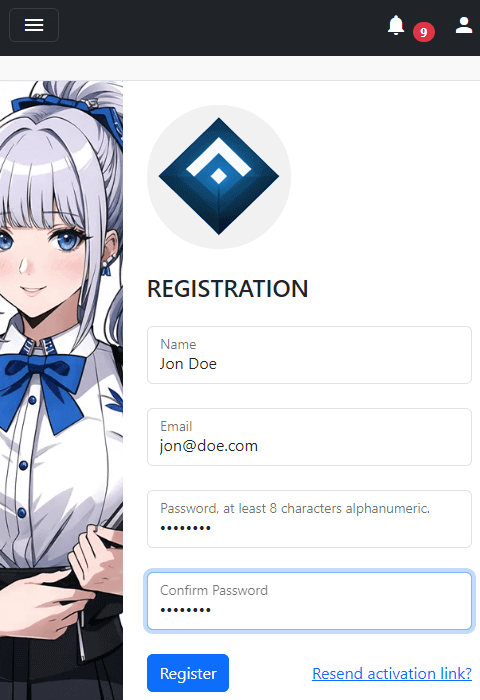 9
REGISTRATION
Name
Jon Doe
Email
jon@doe.com
Password, at least 8 characters alphanumeric.
••••••••
Confirm Password
••••••••
Register
Resend activation link?